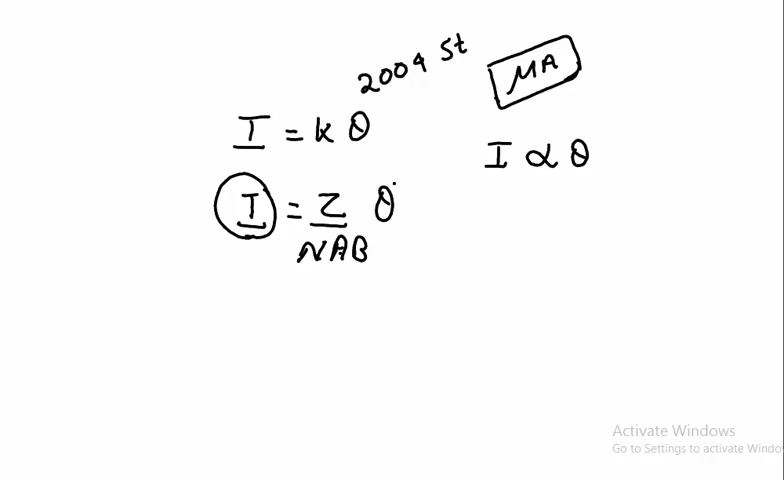 2004 St
MA
I = k θ
I ∝ θ
I = Z θ
NAB
Activate Windows
Go to Settings to activate Windo